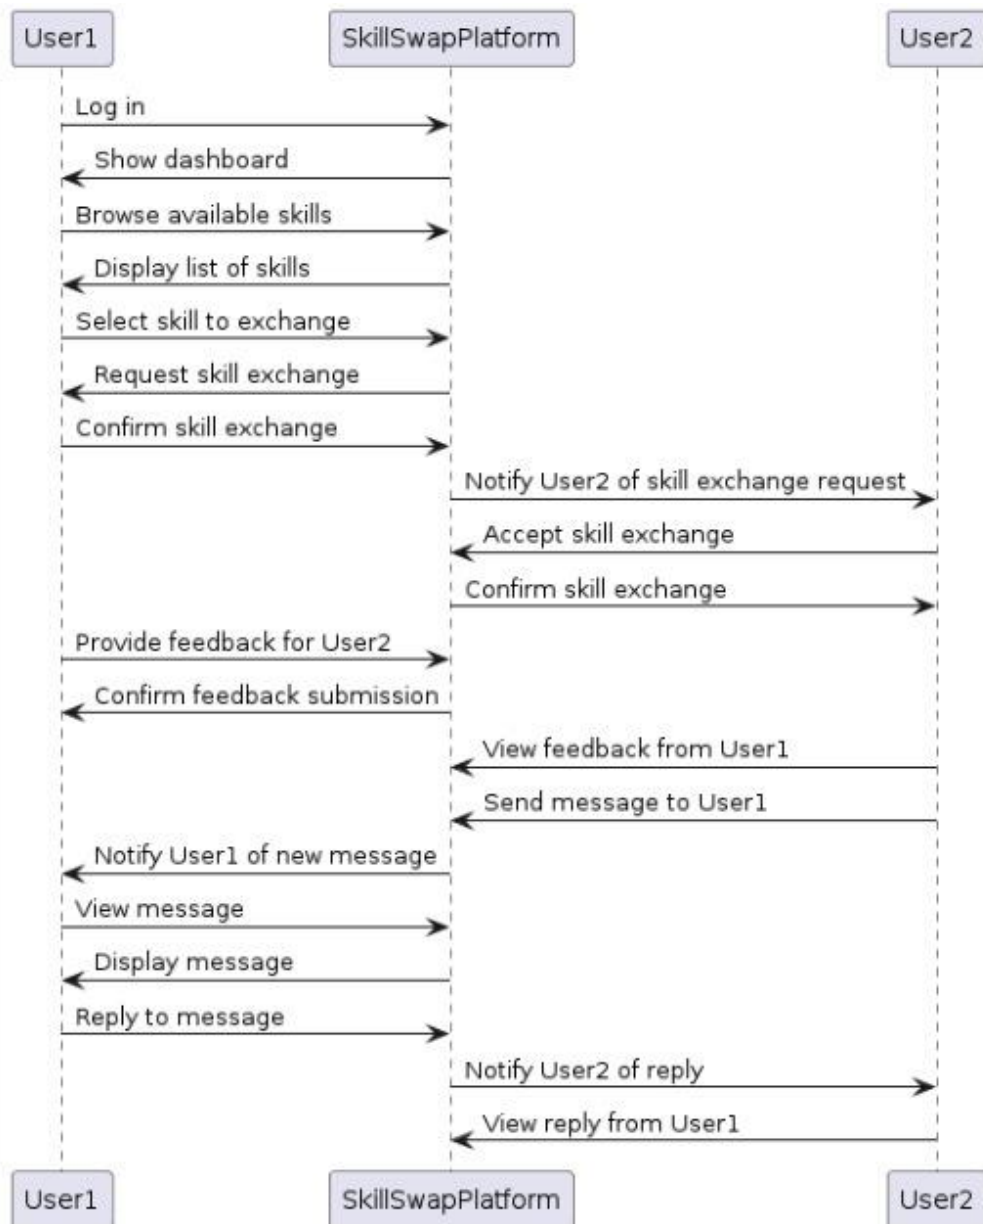 User1
SkillSwapPlatform
User2
Log in
Show dashboard
Browse available skills
Display list of skills
Select skill to exchange
Request skill exchange
Confirm skill exchange
Notify User2 of skill exchange request
Accept skill exchange
Confirm skill exchange
Provide feedback for User2
Confirm feedback submission
View feedback from User1
Send message to User1
Notify User1 of new message
View message
Display message
Reply to message
Notify User2 of reply
View reply from User1
User1
SkillSwapPlatform
User2